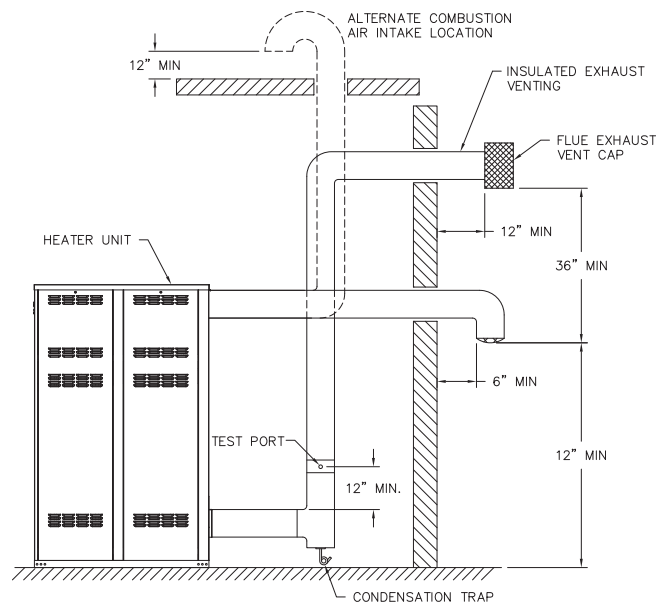 ALTERNATE COMBUSTION
AIR INTAKE LOCATION
12” MIN
INSULATED EXHAUST
VENTING
FLUE EXHAUST
VENT CAP
12” MIN
HEATER UNIT
36” MIN
6” MIN
TEST PORT
12” MIN
12” MIN.
CONDENSATION TRAP